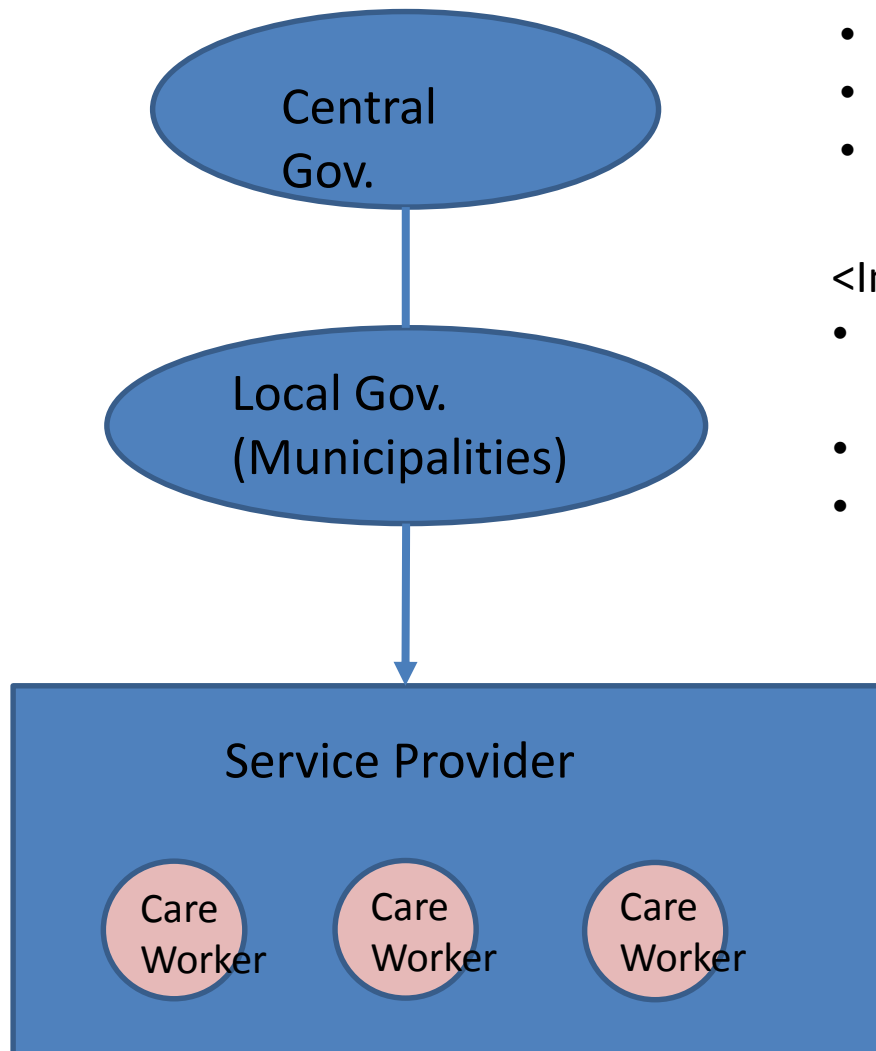 Central
Gov.
Local Gov.
(Municipalities)
Service Provider
Care
Worker
Care
Worker
Care
Worker